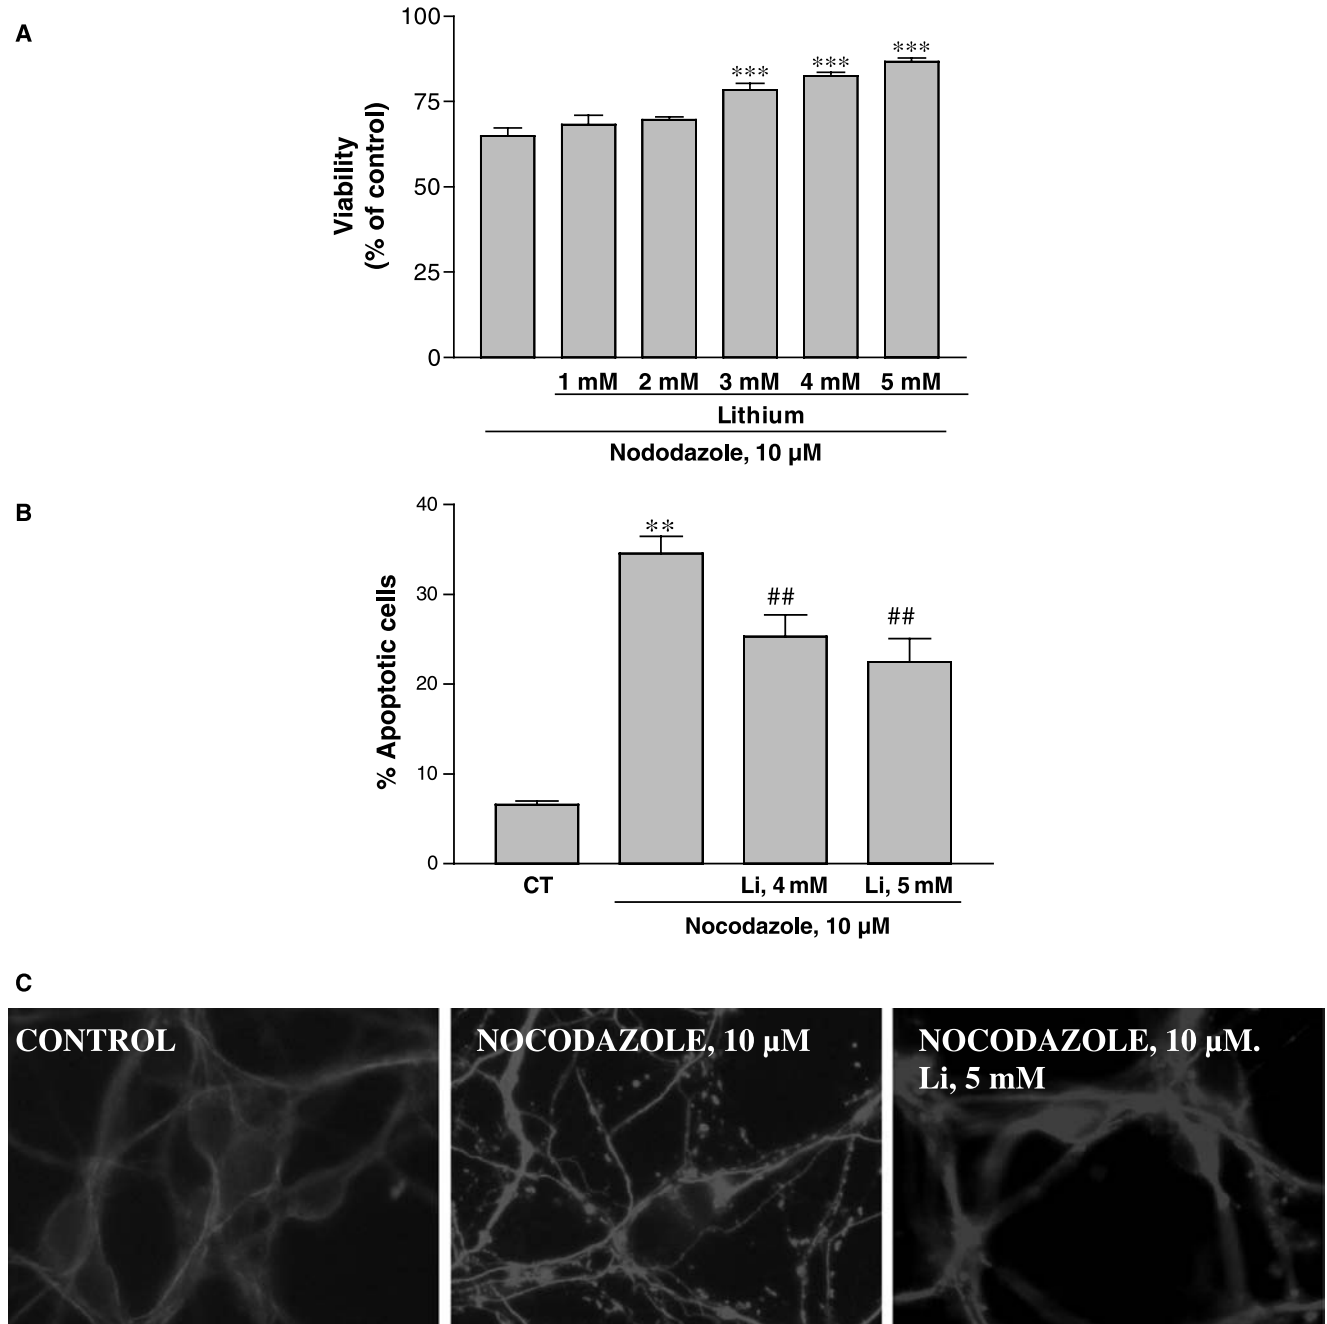 A
100
75
50
25
0
Viability
(% of control)
***
***
***
1 mM 2 mM 3 mM 4 mM 5 mM
Lithium
Nododazole, 10 µM
B
40
30
20
10
0
% Apoptotic cells
**
##
##
CT Li, 4 mM Li, 5 mM
Nocodazole, 10 µM
C
CONTROL
NOCODAZOLE, 10 µM
NOCODAZOLE, 10 µM.
Li, 5 mM